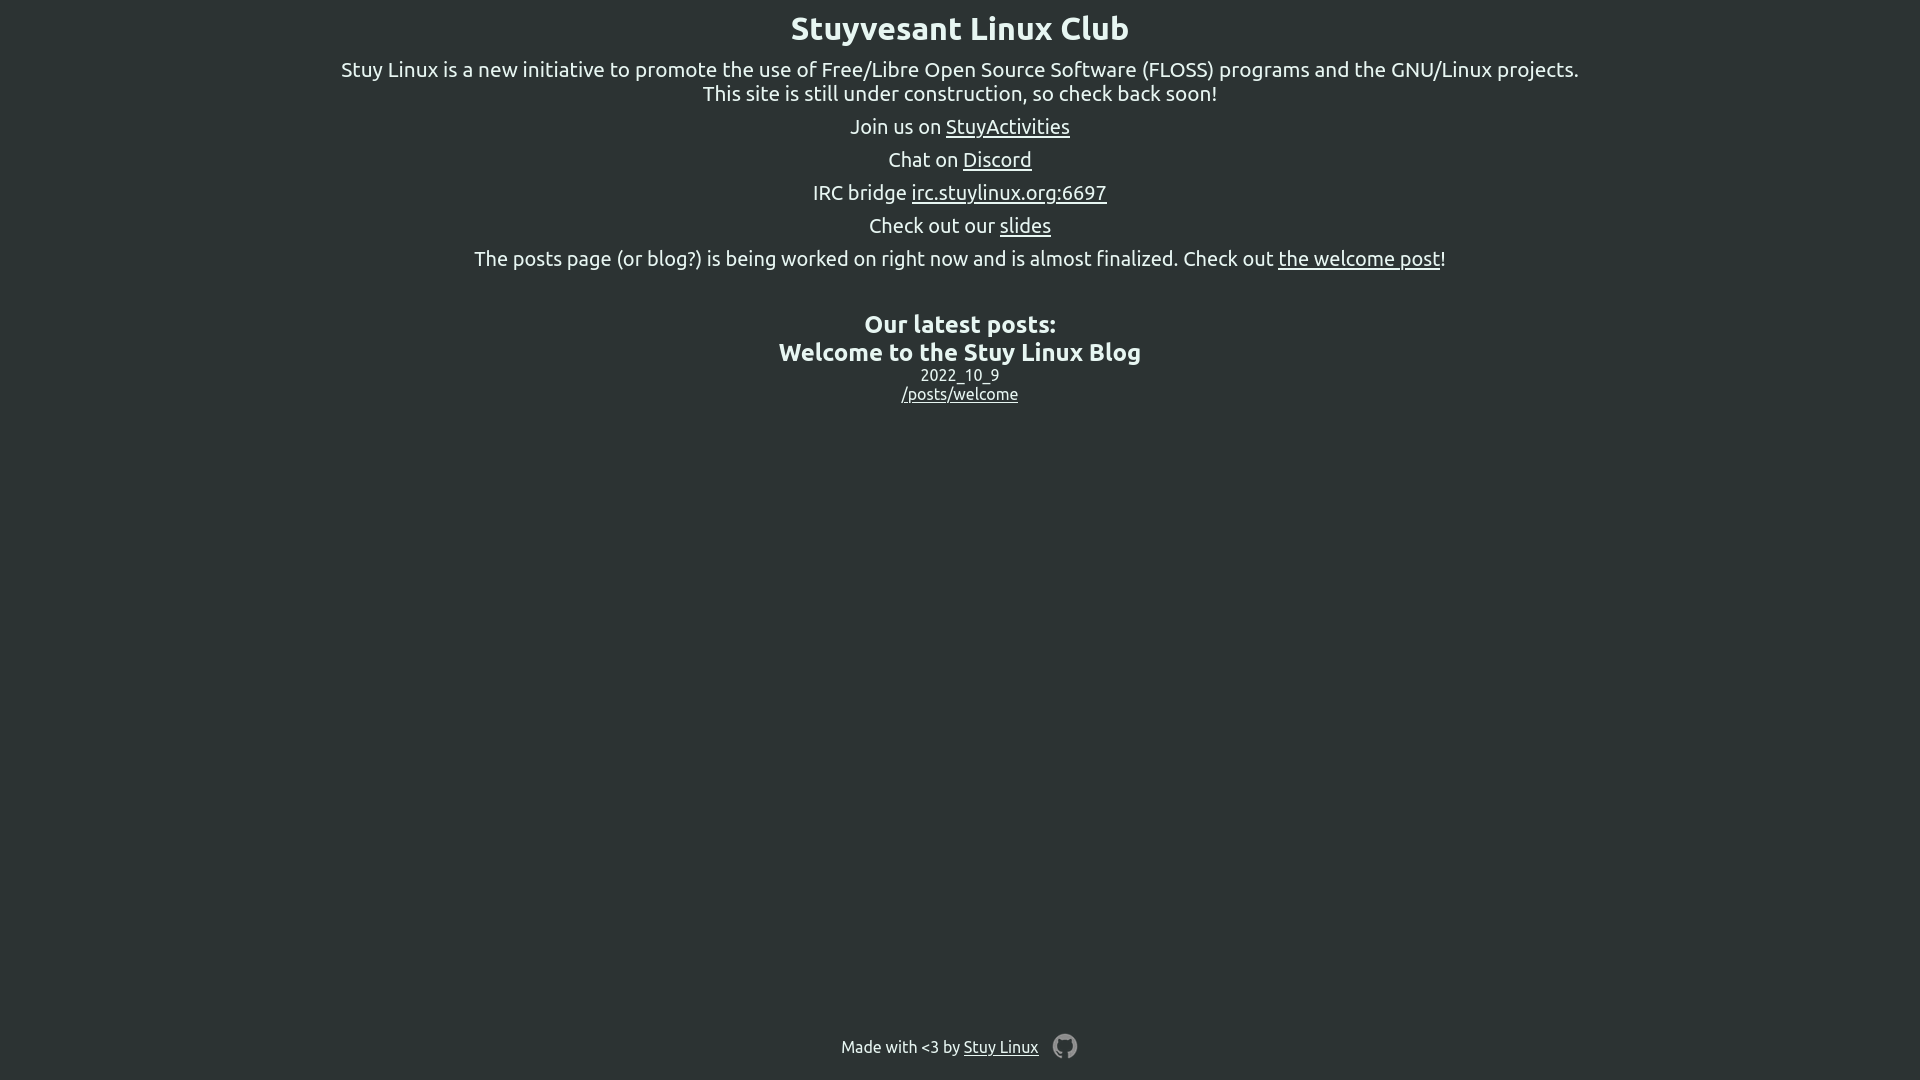 Stuyvesant Linux Club
Stuy Linux is a new initiative to promote the use of Free/Libre Open Source Software (FLOSS) programs and the GNU/Linux projects.
This site is still under construction, so check back soon!
Join us on StuyActivities
Chat on Discord
IRC bridge irc.stuylinux.org:6697
Check out our slides
The posts page (or blog?) is being worked on right now and is almost finalized. Check out the welcome post!
Our latest posts:
Welcome to the Stuy Linux Blog
2022_10_9
/posts/welcome
Made with <3 by Stuy Linux